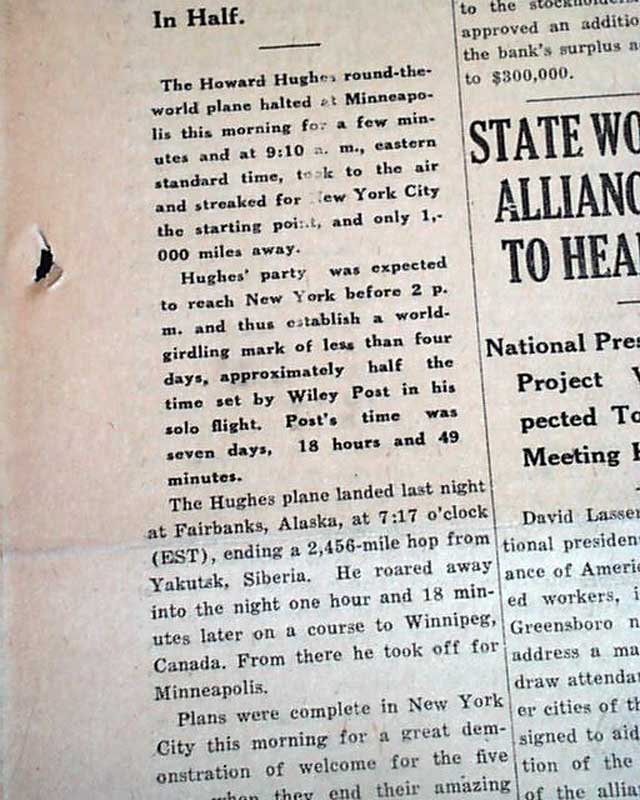 In Half.
The Howard Hughes round-the-
world plane halted at Minneapo-
lis this morning for a few min-
utes and at 9:10 a. m., eastern
standard time, took to the air
and streaked for New York City
the starting point, and only 1,-
000 miles away.
Hughes' party was expected
to reach New York before 2 p.
m. and thus establish a world-
girdling mark of less than four
days, approximately half the
time set by Wiley Post in his
solo flight. Post's time was
seven days, 18 hours and 49
minutes.
The Hughes plane landed last night
at Fairbanks, Alaska, at 7:17 o'clock
(EST), ending a 2,456-mile hop from
Yakutsk, Siberia. He roared away
into the night one hour and 18 min-
utes later on a course to Winnipeg,
Canada. From there he took off for
Minneapolis.
Plans were complete in New York
City this morning for a great dem-
onstration of welcome for the five
when they end their amazing
to the stockholders
approved an additio
the bank's surplus a
to $300,000.
STATE WO
ALLIANC
TO HEA
National Pres
Project
pected To
Meeting
David Lasser
tional presiden
ance of Americ
ed workers, i
Greensboro n
address a ma
draw attenda
er cities of th
signed to aid
tion of the
of the allia